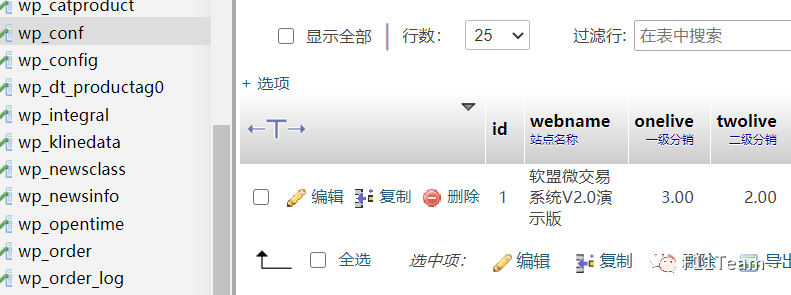 wp_catproduct
wp_conf
wp_config
wp_dt_productag0
wp_integral
wp_klinedata
wp_newsclass
wp_newsinfo
wp_opentime
wp_order
wp_order_log
显示全部 行数： 25 过滤行: 在表中搜索
+ 选项
←T→ id webname onelive twolive
站点名称 一级分销 二级分销
编辑 复制 删除 1 软盟微交易 3.00 2.00
系统V2.0演
示版
全选 选中项： 编辑 复制 删除 导出